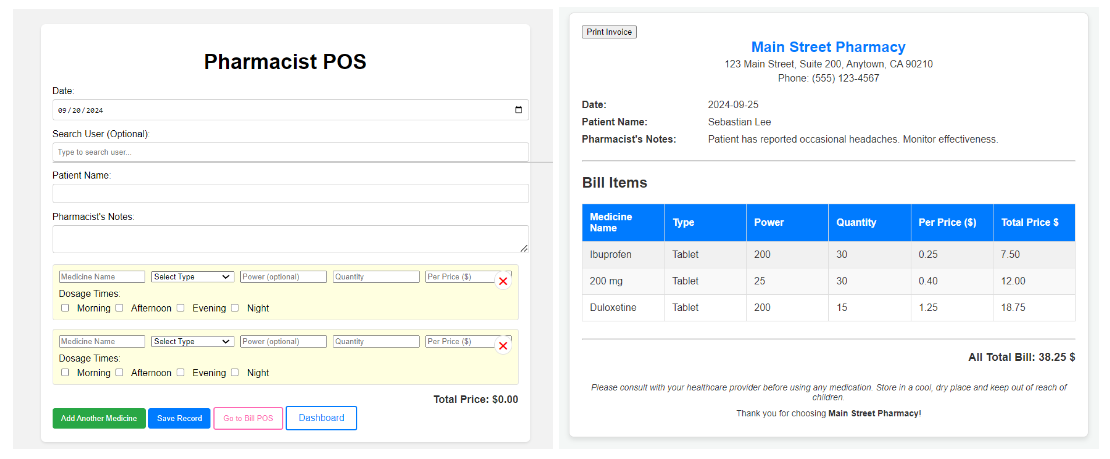 Pharmacist POS
Date:
09/20/2024
Search User (Optional):
Type to search user...
Patient Name:
Pharmacist's Notes:
Medicine Name Select Type Power (optional) Quantity Per Price ($)
Dosage Times:
Morning Afternoon Evening Night
Medicine Name Select Type Power (optional) Quantity Per Price ($)
Dosage Times:
Morning Afternoon Evening Night
Total Price: $0.00
Add Another Medicine Save Record Go to Bill POS Dashboard
Print Invoice
Main Street Pharmacy
123 Main Street, Suite 200, Anytown, CA 90210
Phone: (555) 123-4567
Date: 2024-09-25
Patient Name: Sebastian Lee
Pharmacist's Notes: Patient has reported occasional headaches. Monitor effectiveness.
Bill Items
Medicine Name Type Power Quantity Per Price ($) Total Price $
Ibuprofen Tablet 200 30 0.25 7.50
200 mg Tablet 25 30 0.40 12.00
Duloxetine Tablet 200 15 1.25 18.75
All Total Bill: 38.25 $
Please consult with your healthcare provider before using any medication. Store in a cool, dry place and keep out of reach of
children.
Thank you for choosing Main Street Pharmacy!